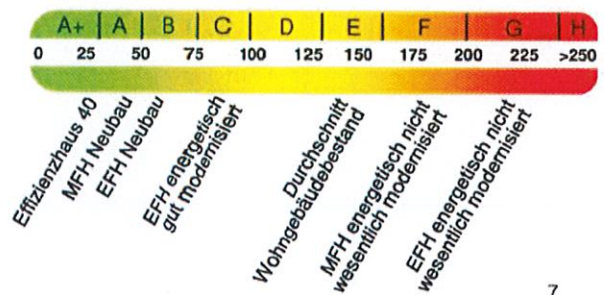 A+ | A | B | C | D | E | F | G | H
0 25 50 75 100 125 150 175 200 225 >250
Effizienzhaus 40
MFH Neubau
EFH Neubau
EFH energetisch
gut modernisiert
Durchschnitt
Wohngebäudebestand
MFH energetisch nicht
wesentlich modernisiert
EFH energetisch nicht
wesentlich modernisiert
7